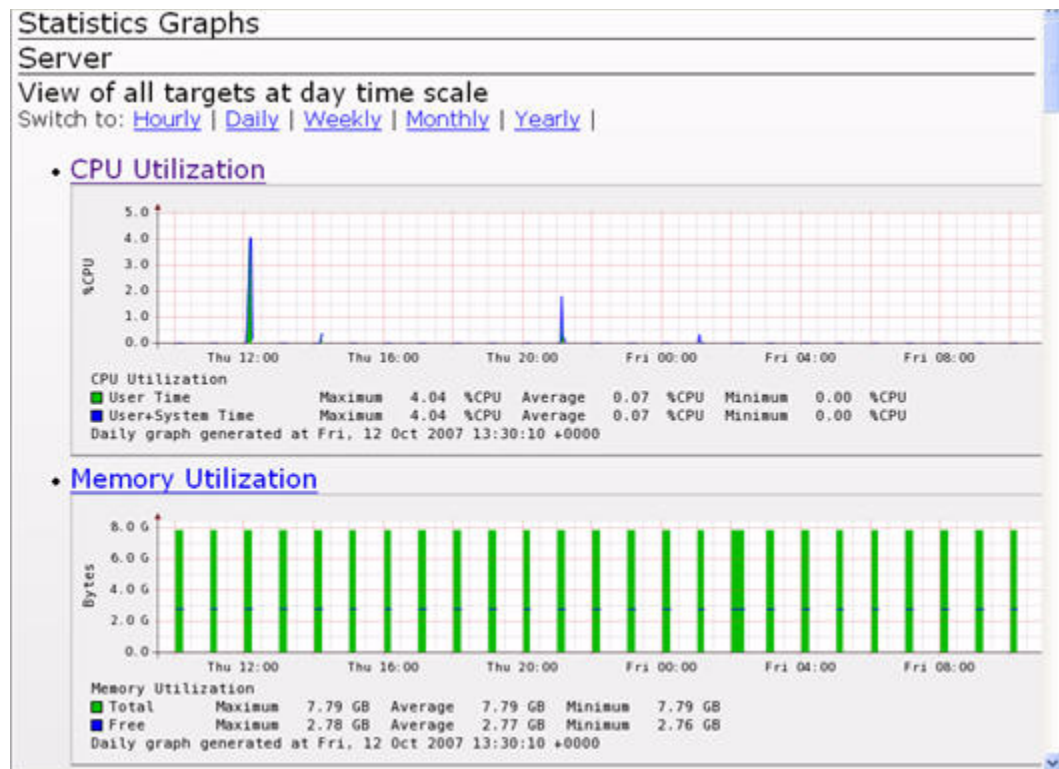 Statistics Graphs
Server
View of all targets at day time scale
Switch to: Hourly | Daily | Weekly | Monthly | Yearly |
• CPU Utilization
5.0
4.0
3.0
2.0
1.0
0.0
%CPU
Thu 12:00 Thu 16:00 Thu 20:00 Fri 00:00 Fri 04:00 Fri 08:00
CPU Utilization
User Time Maximum 4.04 %CPU Average 0.07 %CPU Minimum 0.00 %CPU
User+System Time Maximum 4.04 %CPU Average 0.07 %CPU Minimum 0.00 %CPU
Daily graph generated at Fri, 12 Oct 2007 13:30:10 +0000
• Memory Utilization
8.0 G
6.0 G
4.0 G
2.0 G
0.0
Bytes
Thu 12:00 Thu 16:00 Thu 20:00 Fri 00:00 Fri 04:00 Fri 08:00
Memory Utilization
Total Maximum 7.79 GB Average 7.79 GB Minimum 7.79 GB
Free Maximum 2.78 GB Average 2.77 GB Minimum 2.76 GB
Daily graph generated at Fri, 12 Oct 2007 13:30:10 +0000